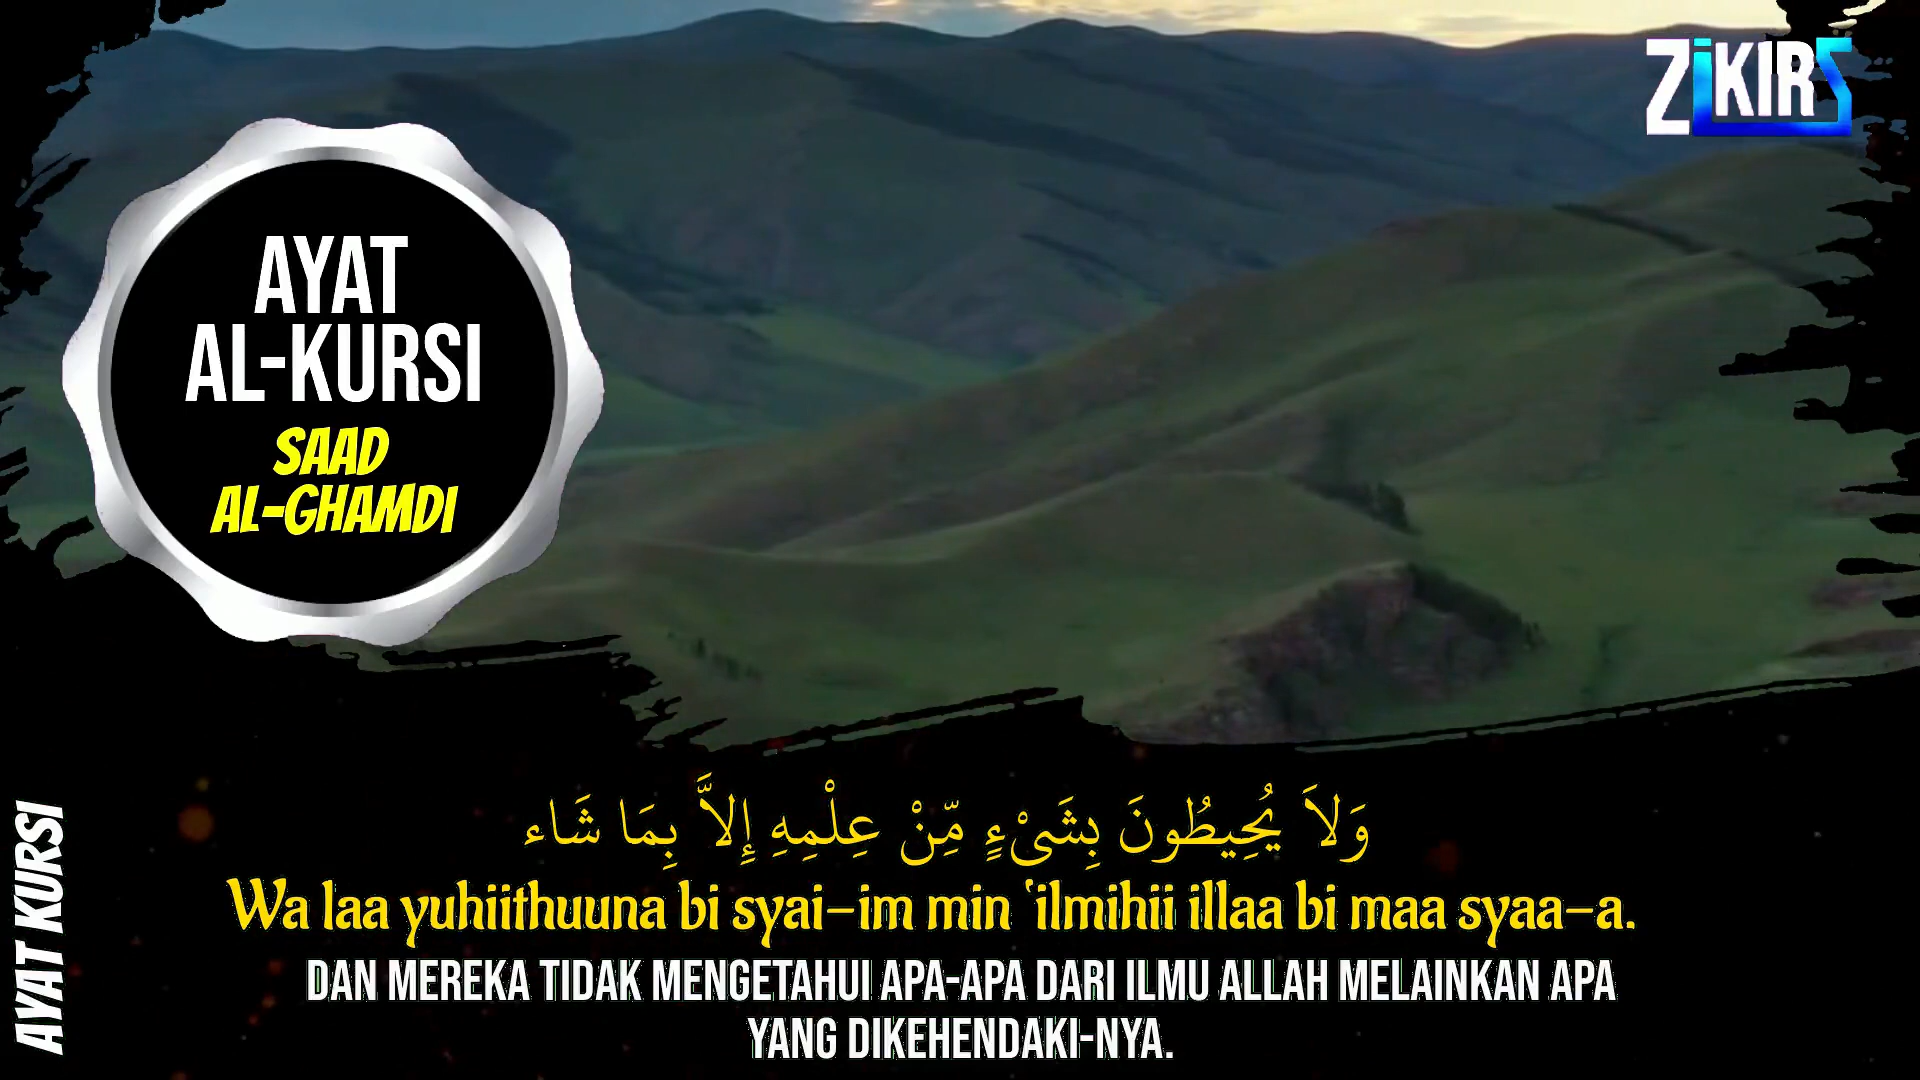 ZIKIRS
AYAT
AL-KURSI
SAAD
AL-GHAMDI
وَلاَ يُحِيطُونَ بِشَىْءٍ مِّنْ عِلْمِهِ إِلاَّ بِمَا شَاء
Wa laa yuhiithuuna bi syai-im min 'ilmihii illaa bi maa syaa-a.
DAN MEREKA TIDAK MENGETAHUI APA-APA DARI ILMU ALLAH MELAINKAN APA
YANG DIKEHENDAKI-NYA.
AYAT KURSI